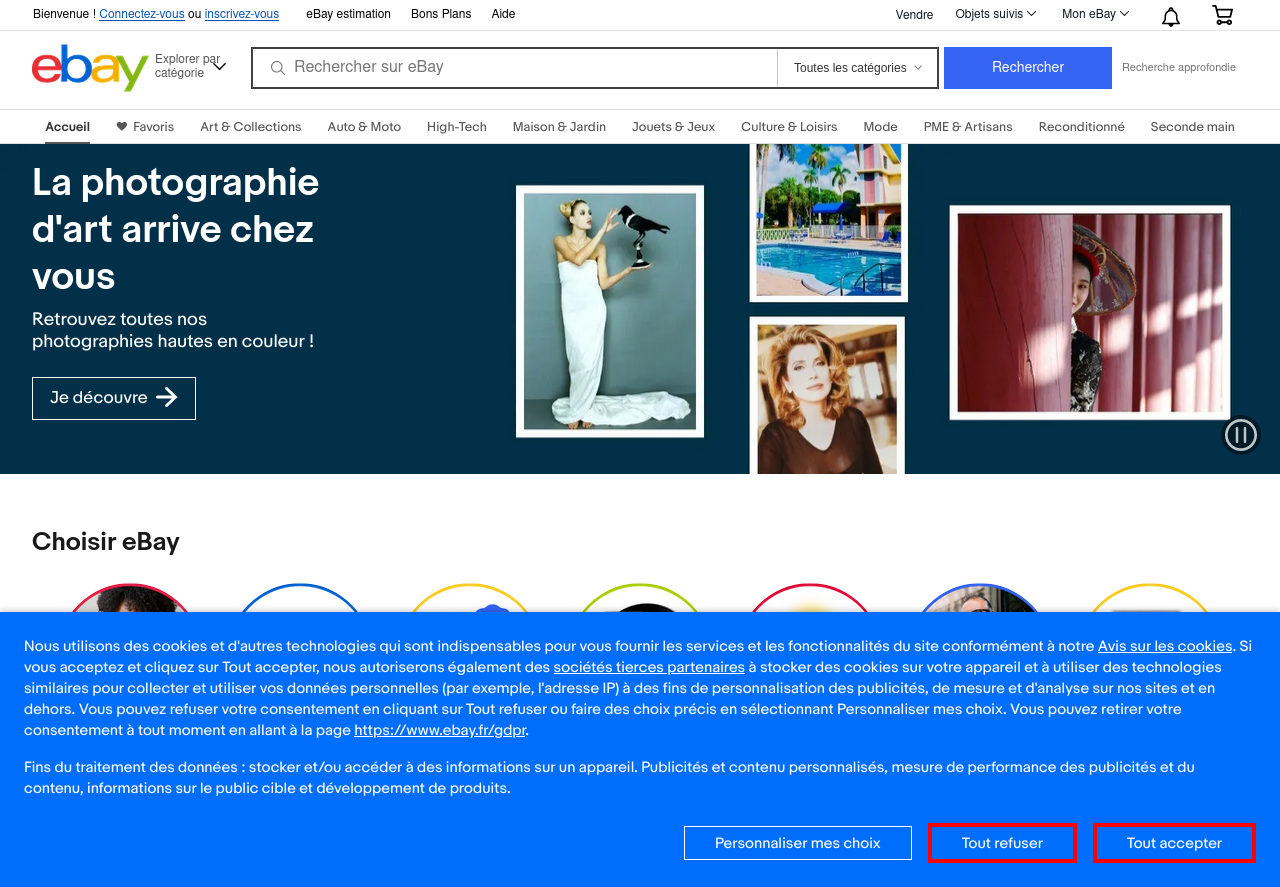 Bienvenue ! Connectez-vous ou inscrivez-vous eBay estimation Bons Plans Aide Vendre Objets suivis Mon eBay
ebay Explorer par catégorie Rechercher sur eBay Toutes les catégories Rechercher Recherche approfondie
Accueil Favoris Art & Collections Auto & Moto High-Tech Maison & Jardin Jouets & Jeux Culture & Loisirs Mode PME & Artisans Reconditionné Seconde main
La photographie
d'art arrive chez
vous
Retrouvez toutes nos
photographies hautes en couleur !
Je découvre
Choisir eBay
Nous utilisons des cookies et d'autres technologies qui sont indispensables pour vous fournir les services et les fonctionnalités du site conformément à notre Avis sur les cookies. Si
vous acceptez et cliquez sur Tout accepter, nous autoriserons également des sociétés tierces partenaires à stocker des cookies sur votre appareil et à utiliser des technologies
similaires pour collecter et utiliser vos données personnelles (par exemple, l'adresse IP) à des fins de personnalisation des publicités, de mesure et d'analyse sur nos sites et en
dehors. Vous pouvez refuser votre consentement en cliquant sur Tout refuser ou faire des choix précis en sélectionnant Personnaliser mes choix. Vous pouvez retirer votre
consentement à tout moment en allant à la page https://www.ebay.fr/gdpr.
Fins du traitement des données : stocker et/ou accéder à des informations sur un appareil. Publicités et contenu personnalisés, mesure de performance des publicités et du
contenu, informations sur le public cible et développement de produits.
Personnaliser mes choix Tout refuser Tout accepter